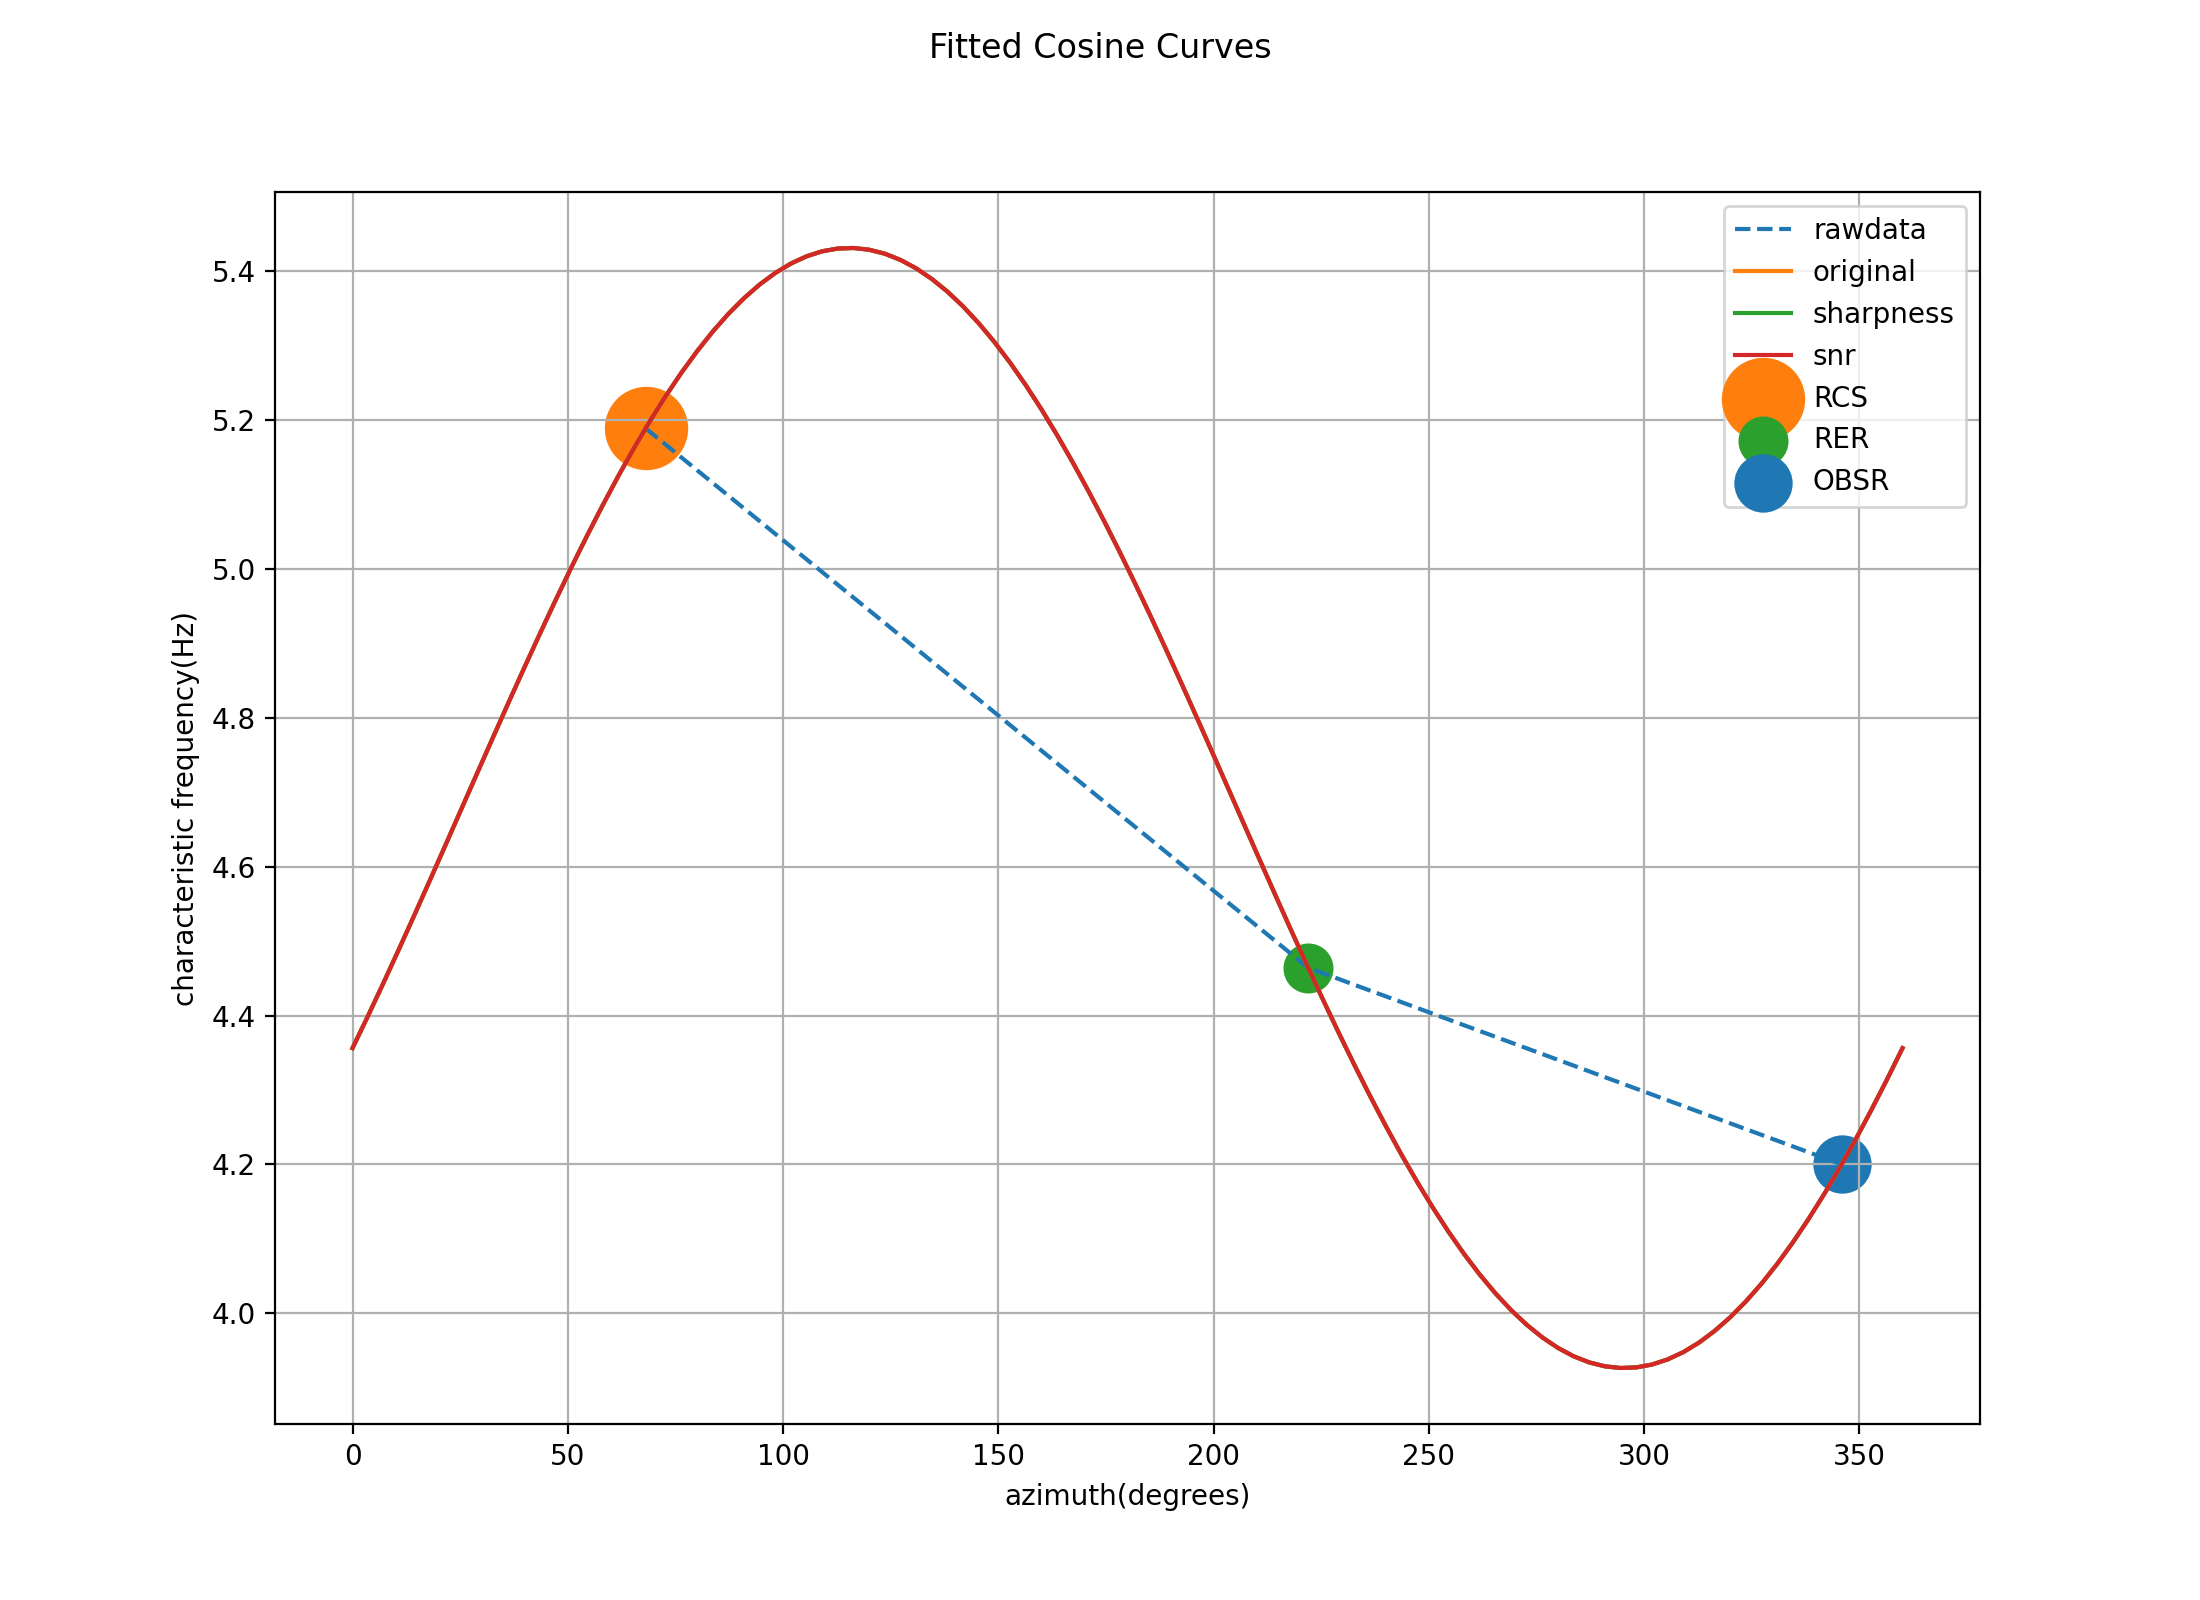 Fitted Cosine Curves
rawdata
original
sharpness
snr
RCS
RER
OBSR
5.4
5.2
5.0
4.8
4.6
4.4
4.2
4.0
characteristic frequency(Hz)
0 50 100 150 200 250 300 350
azimuth(degrees)